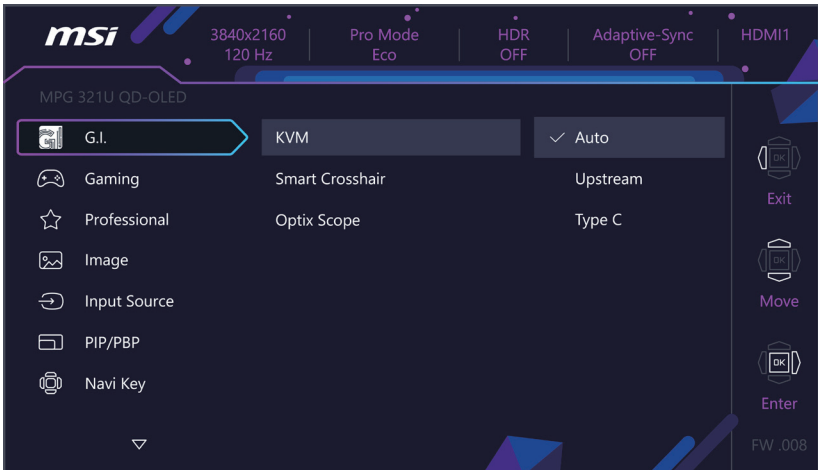 msi
3840x2160
120 Hz
Pro Mode
Eco
HDR
OFF
Adaptive-Sync
OFF
HDMI1
MPG 321U QD-OLED
G.I.
Gaming
Professional
Image
Input Source
PIP/PBP
Navi Key
KVM
Smart Crosshair
Optix Scope
Auto
Upstream
Type C
OK
Exit
OK
Move
OK
Enter
FW .008